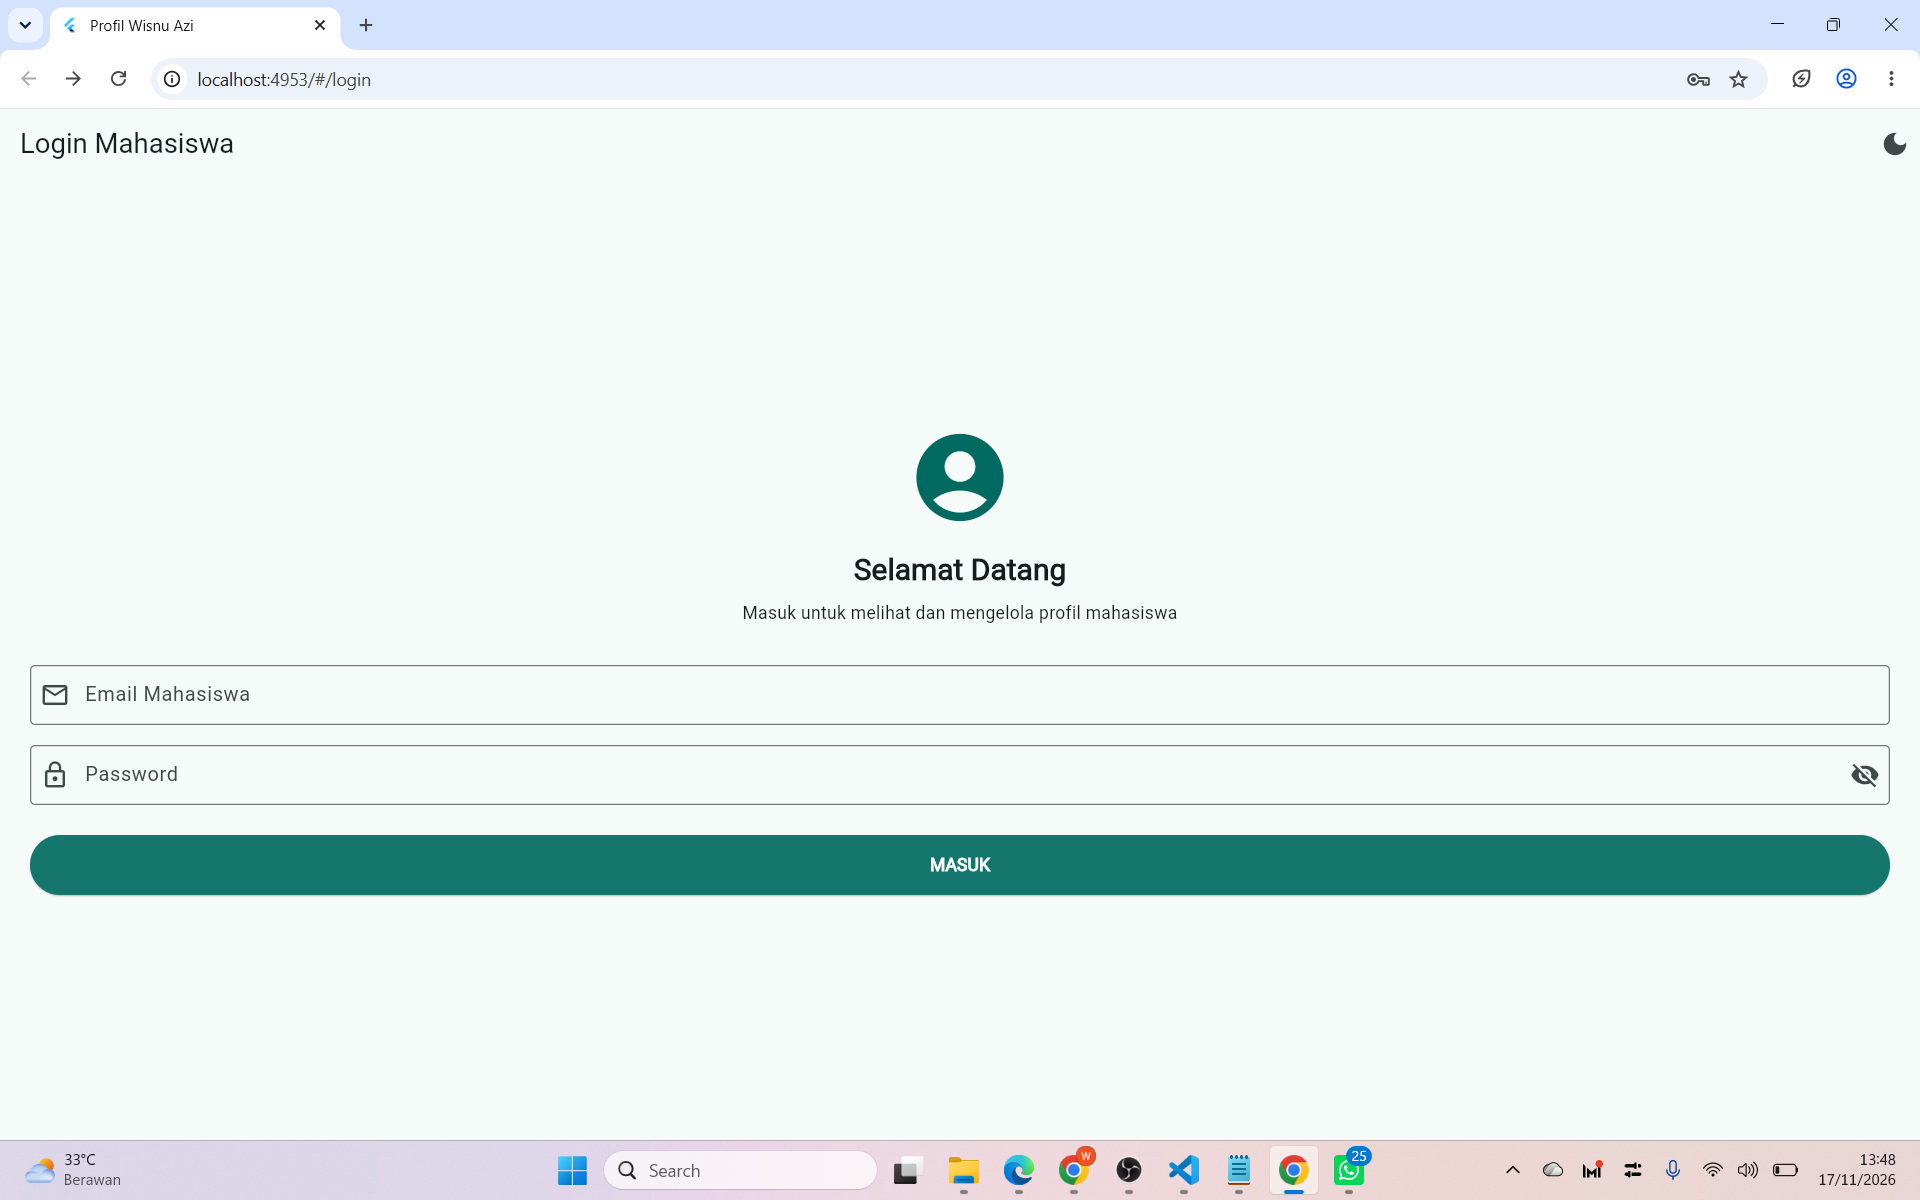 Profil Wisnu Azi
localhost:4953/#/login
Login Mahasiswa
Selamat Datang
Masuk untuk melihat dan mengelola profil mahasiswa
Email Mahasiswa
Password
MASUK
33°C
Berawan
Search
W
25
13:48
17/11/2026